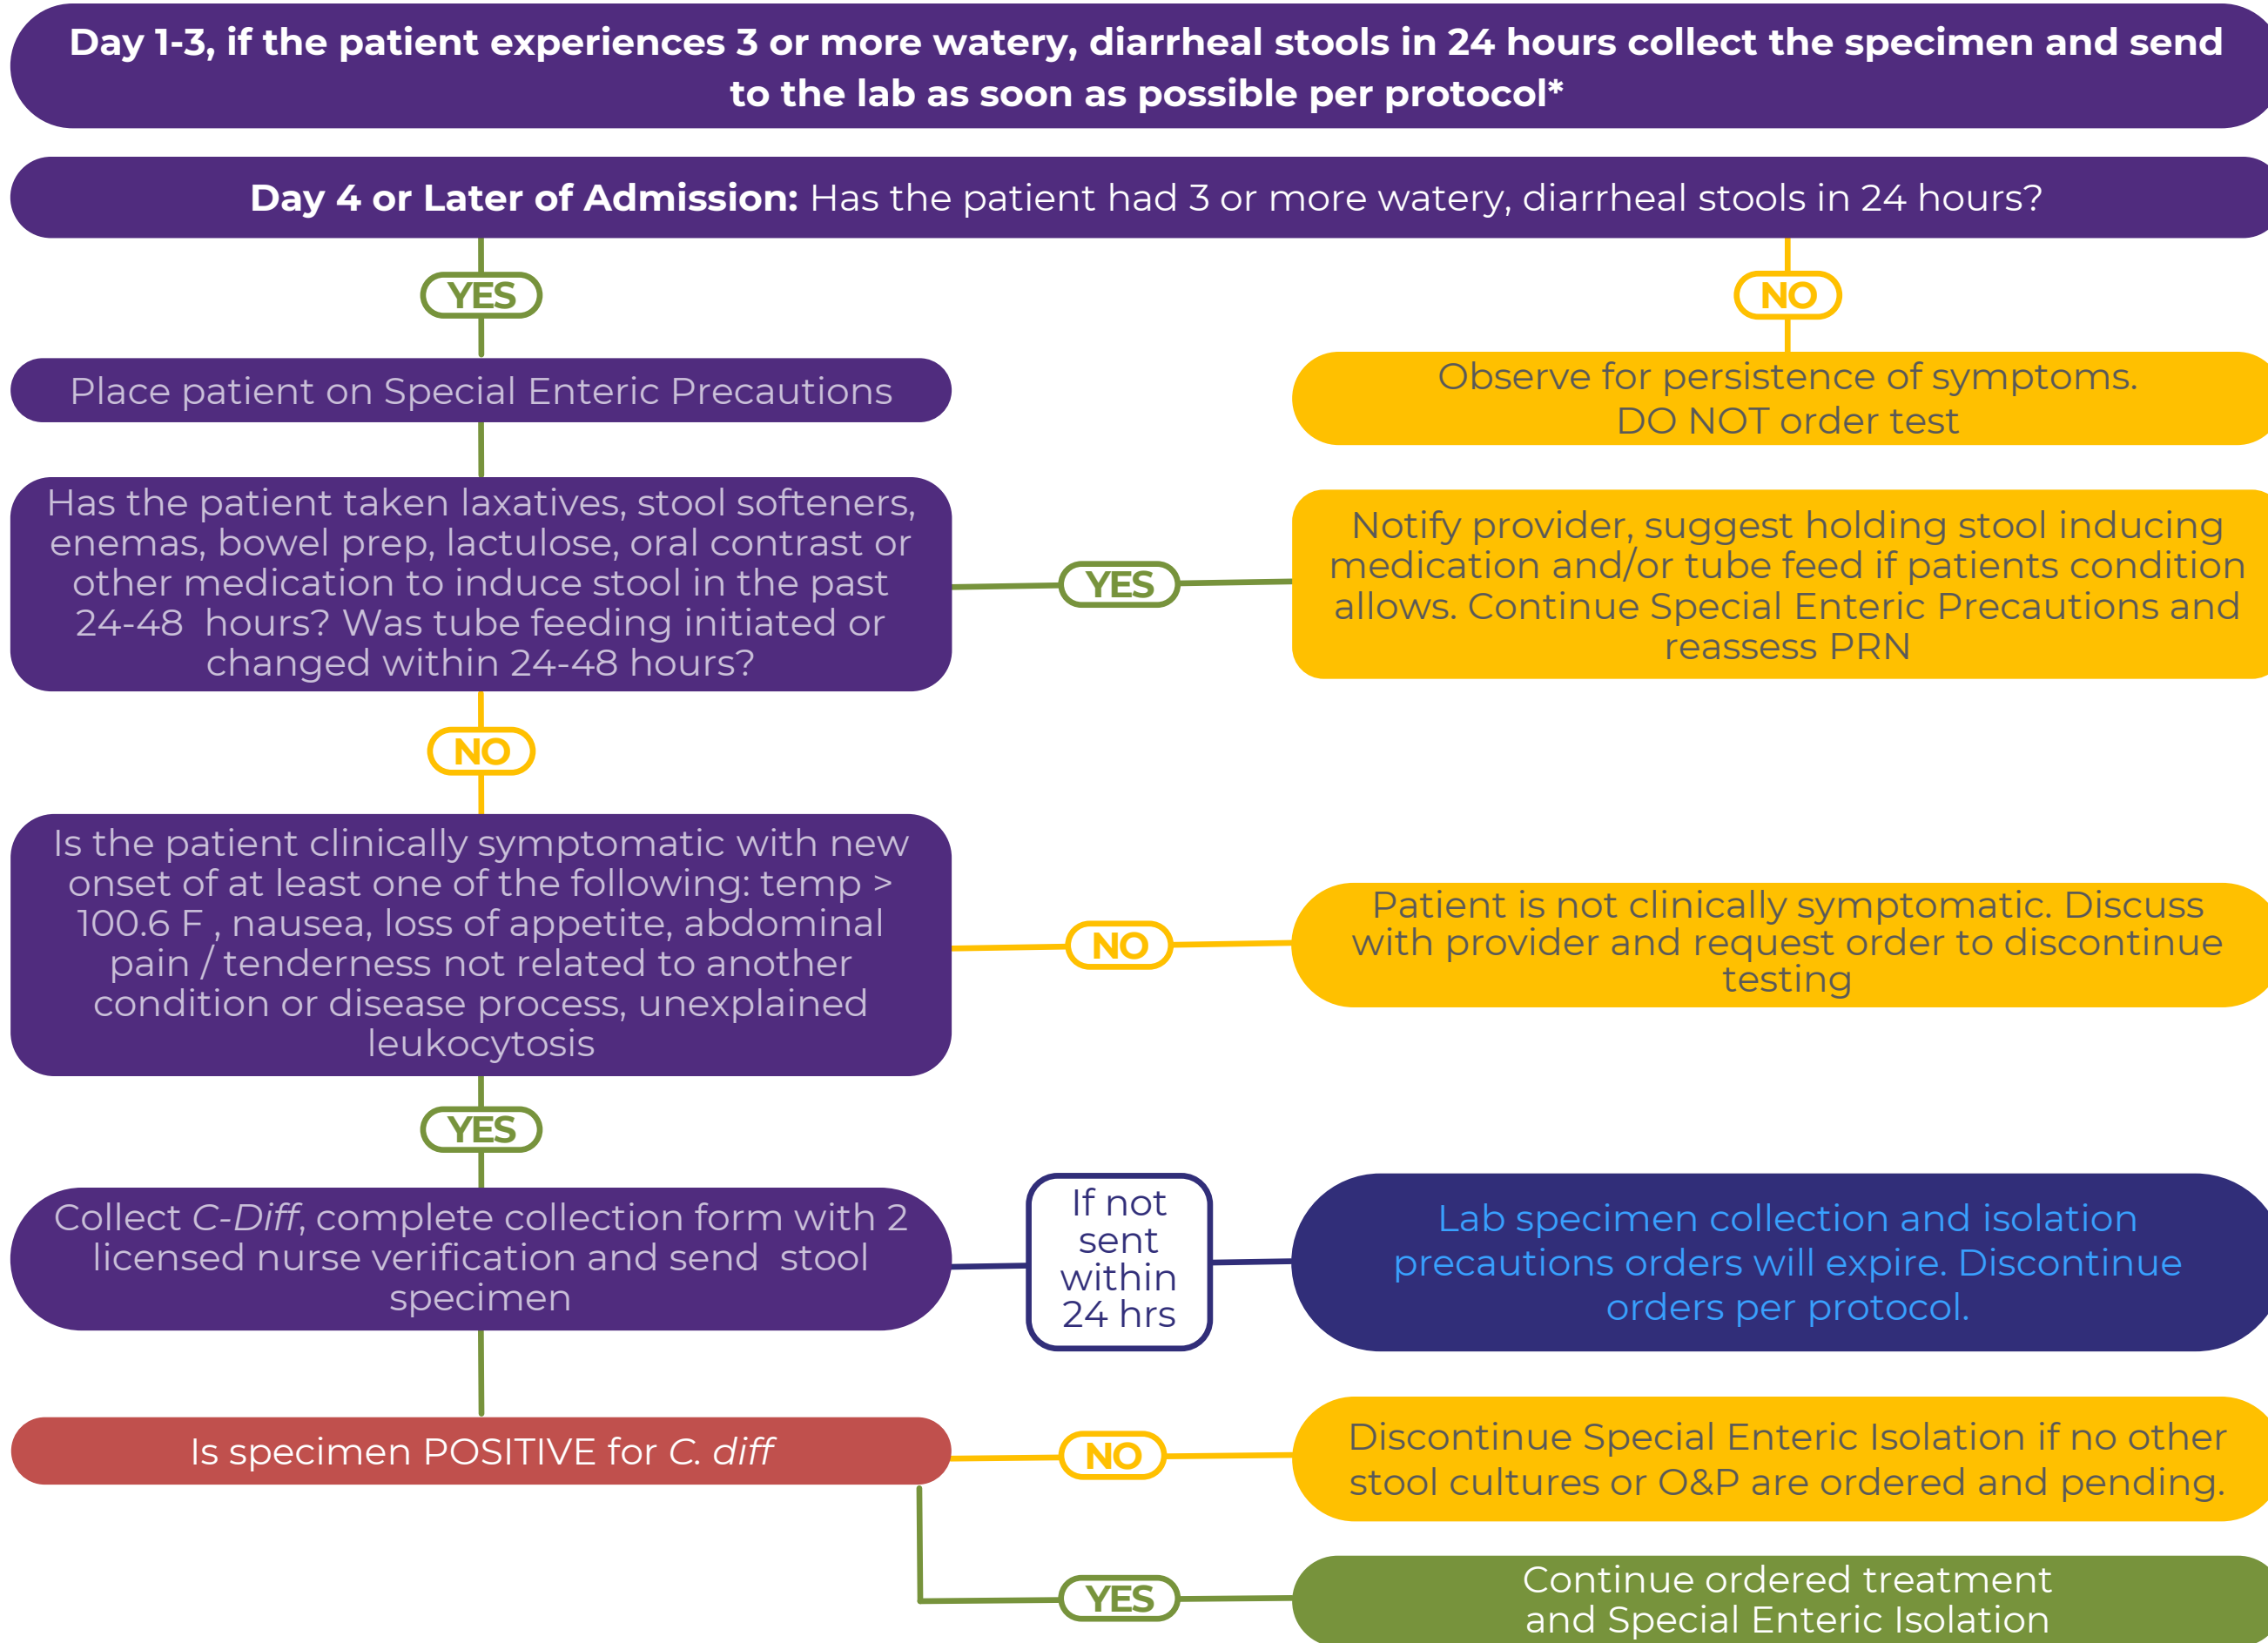 Day 1-3, if the patient experiences 3 or more watery, diarrheal stools in 24 hours collect the specimen and send
to the lab as soon as possible per protocol*
Day 4 or Later of Admission: Has the patient had 3 or more watery, diarrheal stools in 24 hours?
YES
NO
Place patient on Special Enteric Precautions
Observe for persistence of symptoms.
DO NOT order test
Has the patient taken laxatives, stool softeners,
enemas, bowel prep, lactulose, oral contrast or
other medication to induce stool in the past
24-48 hours? Was tube feeding initiated or
changed within 24-48 hours?
YES
Notify provider, suggest holding stool inducing
medication and/or tube feed if patients condition
allows. Continue Special Enteric Precautions and
reassess PRN
NO
Is the patient clinically symptomatic with new
onset of at least one of the following: temp >
100.6 F , nausea, loss of appetite, abdominal
pain / tenderness not related to another
condition or disease process, unexplained
leukocytosis
NO
Patient is not clinically symptomatic. Discuss
with provider and request order to discontinue
testing
YES
Collect C-Diff, complete collection form with 2
licensed nurse verification and send stool
specimen
If not
sent
within
24 hrs
Lab specimen collection and isolation
precautions orders will expire. Discontinue
orders per protocol.
Is specimen POSITIVE for C. diff
NO
Discontinue Special Enteric Isolation if no other
stool cultures or O&P are ordered and pending.
YES
Continue ordered treatment
and Special Enteric Isolation